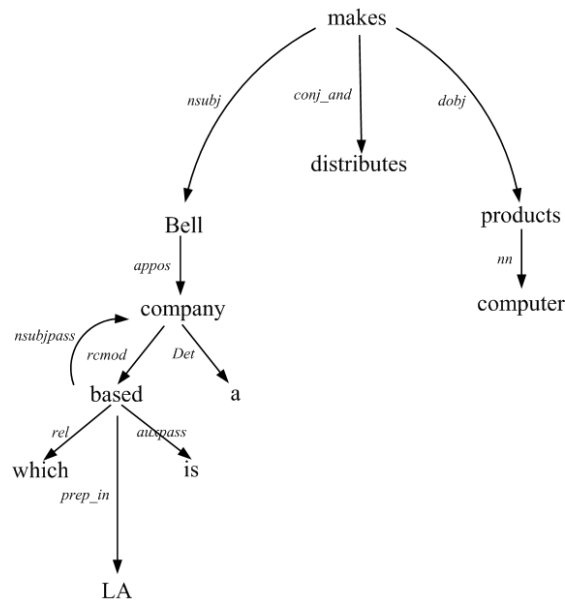 makes
nsubj
conj_and
dobj
distributes
Bell
products
appos
nn
company
computer
nsubjpass
rcmod
Det
based
a
rel
auxpass
which
is
prep_in
LA